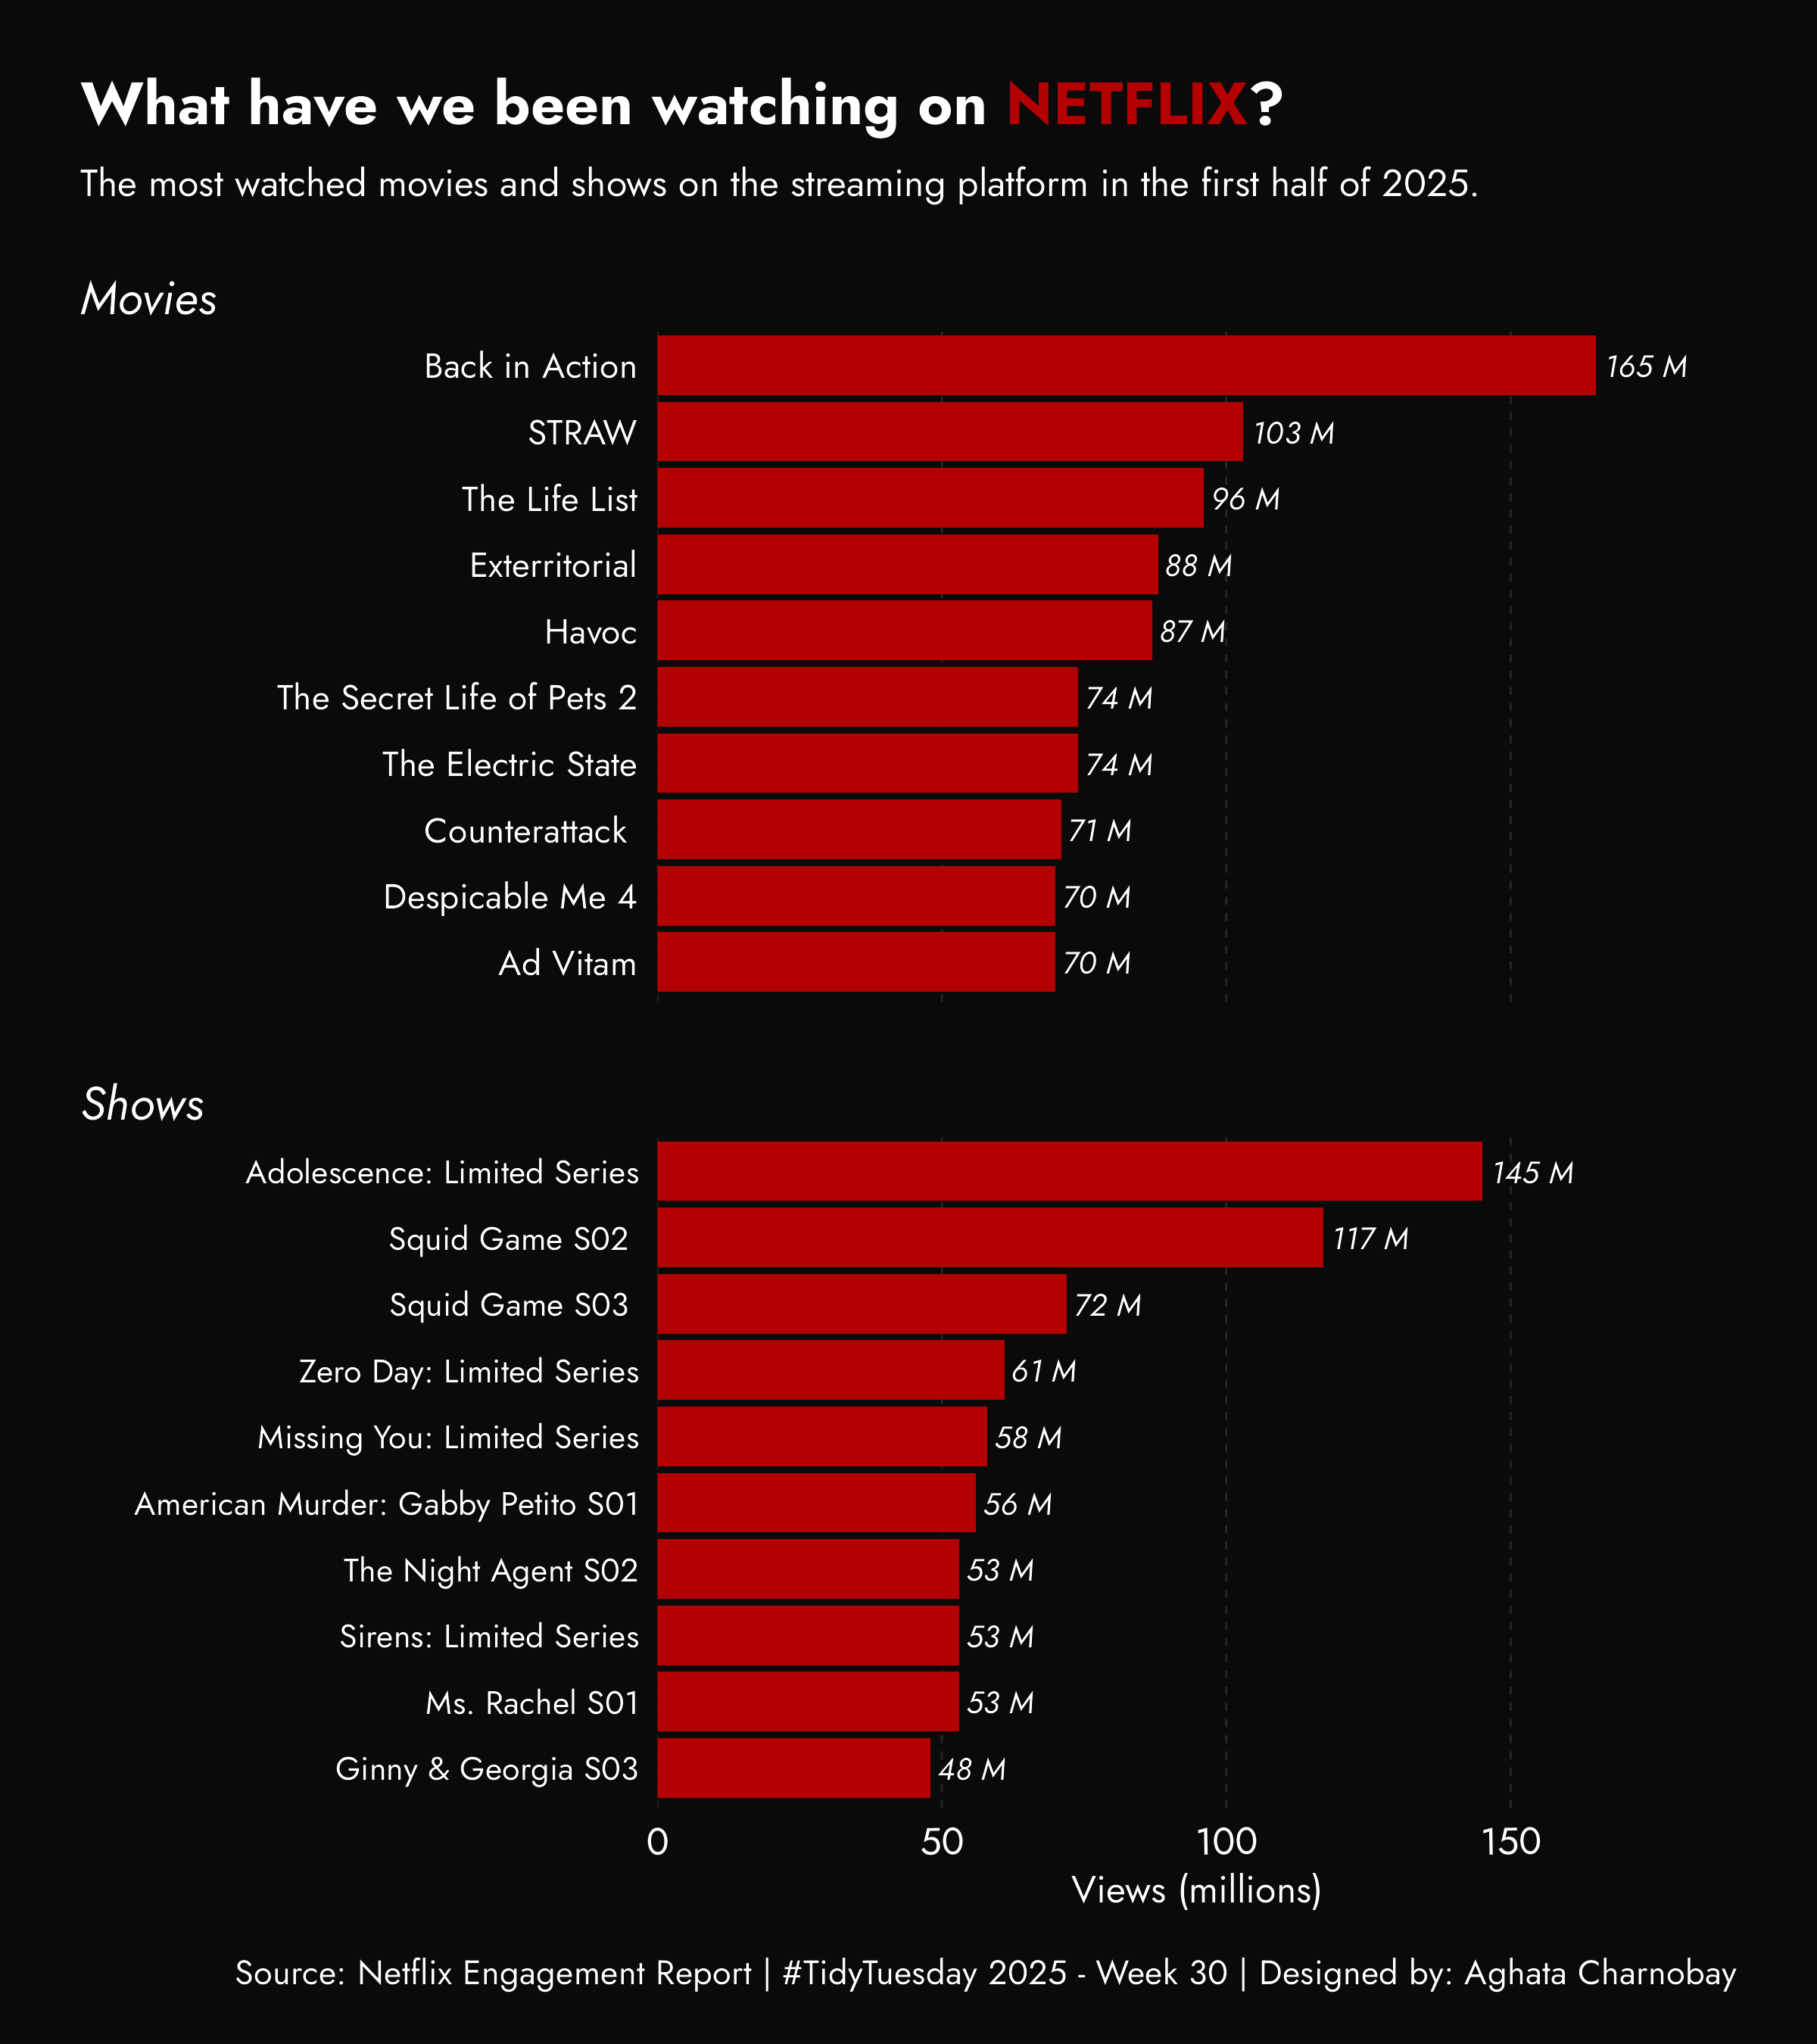 What have we been watching on NETFLIX?
The most watched movies and shows on the streaming platform in the first half of 2025.
Movies
Back in Action 165 M
STRAW 103 M
The Life List 96 M
Exterritorial 88 M
Havoc 87 M
The Secret Life of Pets 2 74 M
The Electric State 74 M
Counterattack 71 M
Despicable Me 4 70 M
Ad Vitam 70 M
Shows
Adolescence: Limited Series 145 M
Squid Game S02 117 M
Squid Game S03 72 M
Zero Day: Limited Series 61 M
Missing You: Limited Series 58 M
American Murder: Gabby Petito S01 56 M
The Night Agent S02 53 M
Sirens: Limited Series 53 M
Ms. Rachel S01 53 M
Ginny & Georgia S03 48 M
0 50 100 150
Views (millions)
Source: Netflix Engagement Report | #TidyTuesday 2025 - Week 30 | Designed by: Aghata Charnobay